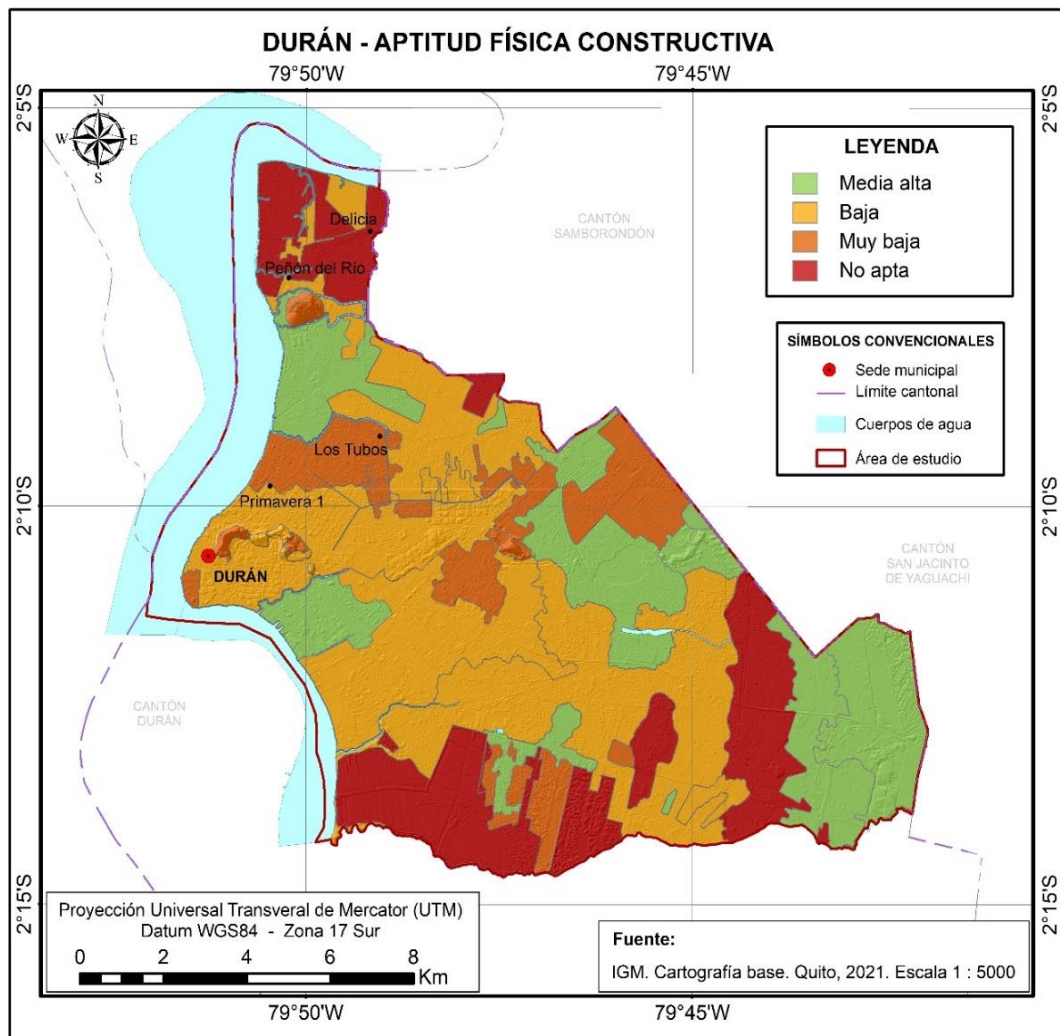 DURÁN - APTITUD FÍSICA CONSTRUCTIVA
79°50'W
79°45'W
2°5'S
2°5'S
N
W
E
S
LEYENDA
Media alta
Baja
Muy baja
No apta
CANTÓN
SAMBORONDÓN
Delicia
Peñón del Río
SÍMBOLOS CONVENCIONALES
Sede municipal
Límite cantonal
Cuerpos de agua
Área de estudio
Los Tubos
Primavera 1
2°10'S
2°10'S
DURÁN
CANTÓN
SAN JACINTO
DE YAGUACHI
CANTÓN
DURÁN
2°15'S
2°15'S
Proyección Universal Transveral de Mercator (UTM)
Datum WGS84 - Zona 17 Sur
0 2 4 6 8
Km
Fuente:
IGM. Cartografía base. Quito, 2021. Escala 1 : 5000
79°50'W
79°45'W